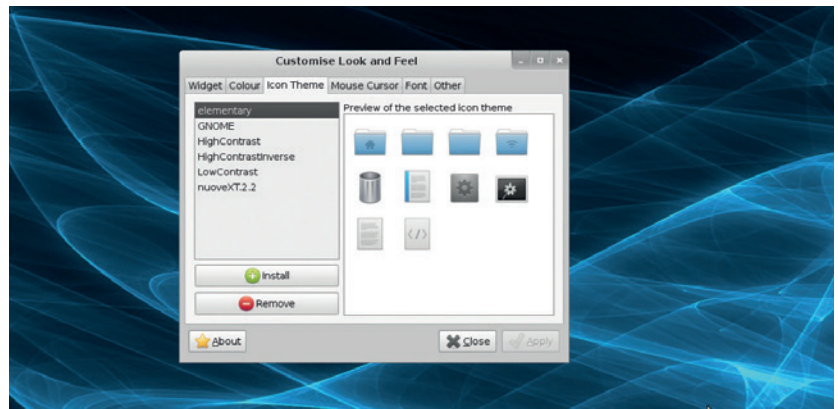 Customise Look and Feel
Widget Colour Icon Theme Mouse Cursor Font Other
elementary
GNOME
HighContrast
HighContrastInverse
LowContrast
nuoveXT.2.2
Install
Remove
Preview of the selected icon theme
</>
About
Close
Apply